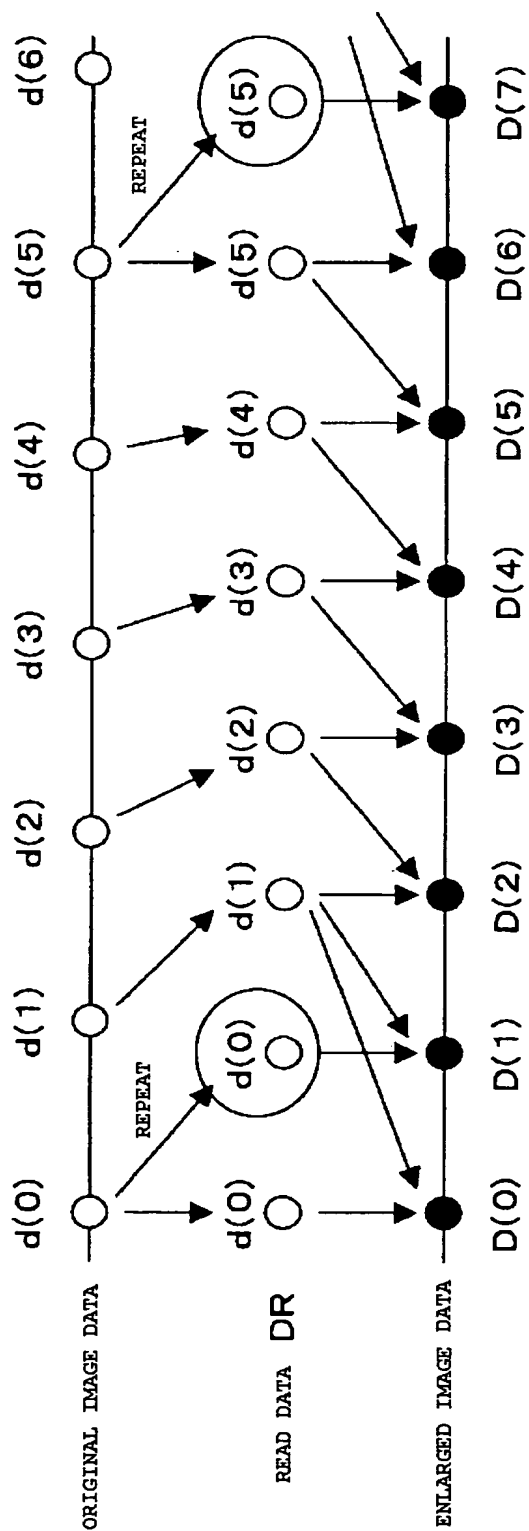 ORIGINAL IMAGE DATA
d(0) d(1) d(2) d(3) d(4) d(5) d(6)
REPEAT REPEAT
READ DATA DR
d(0) d(0) d(1) d(2) d(3) d(4) d(5) d(5)
ENLARGED IMAGE DATA
D(0) D(1) D(2) D(3) D(4) D(5) D(6) D(7)